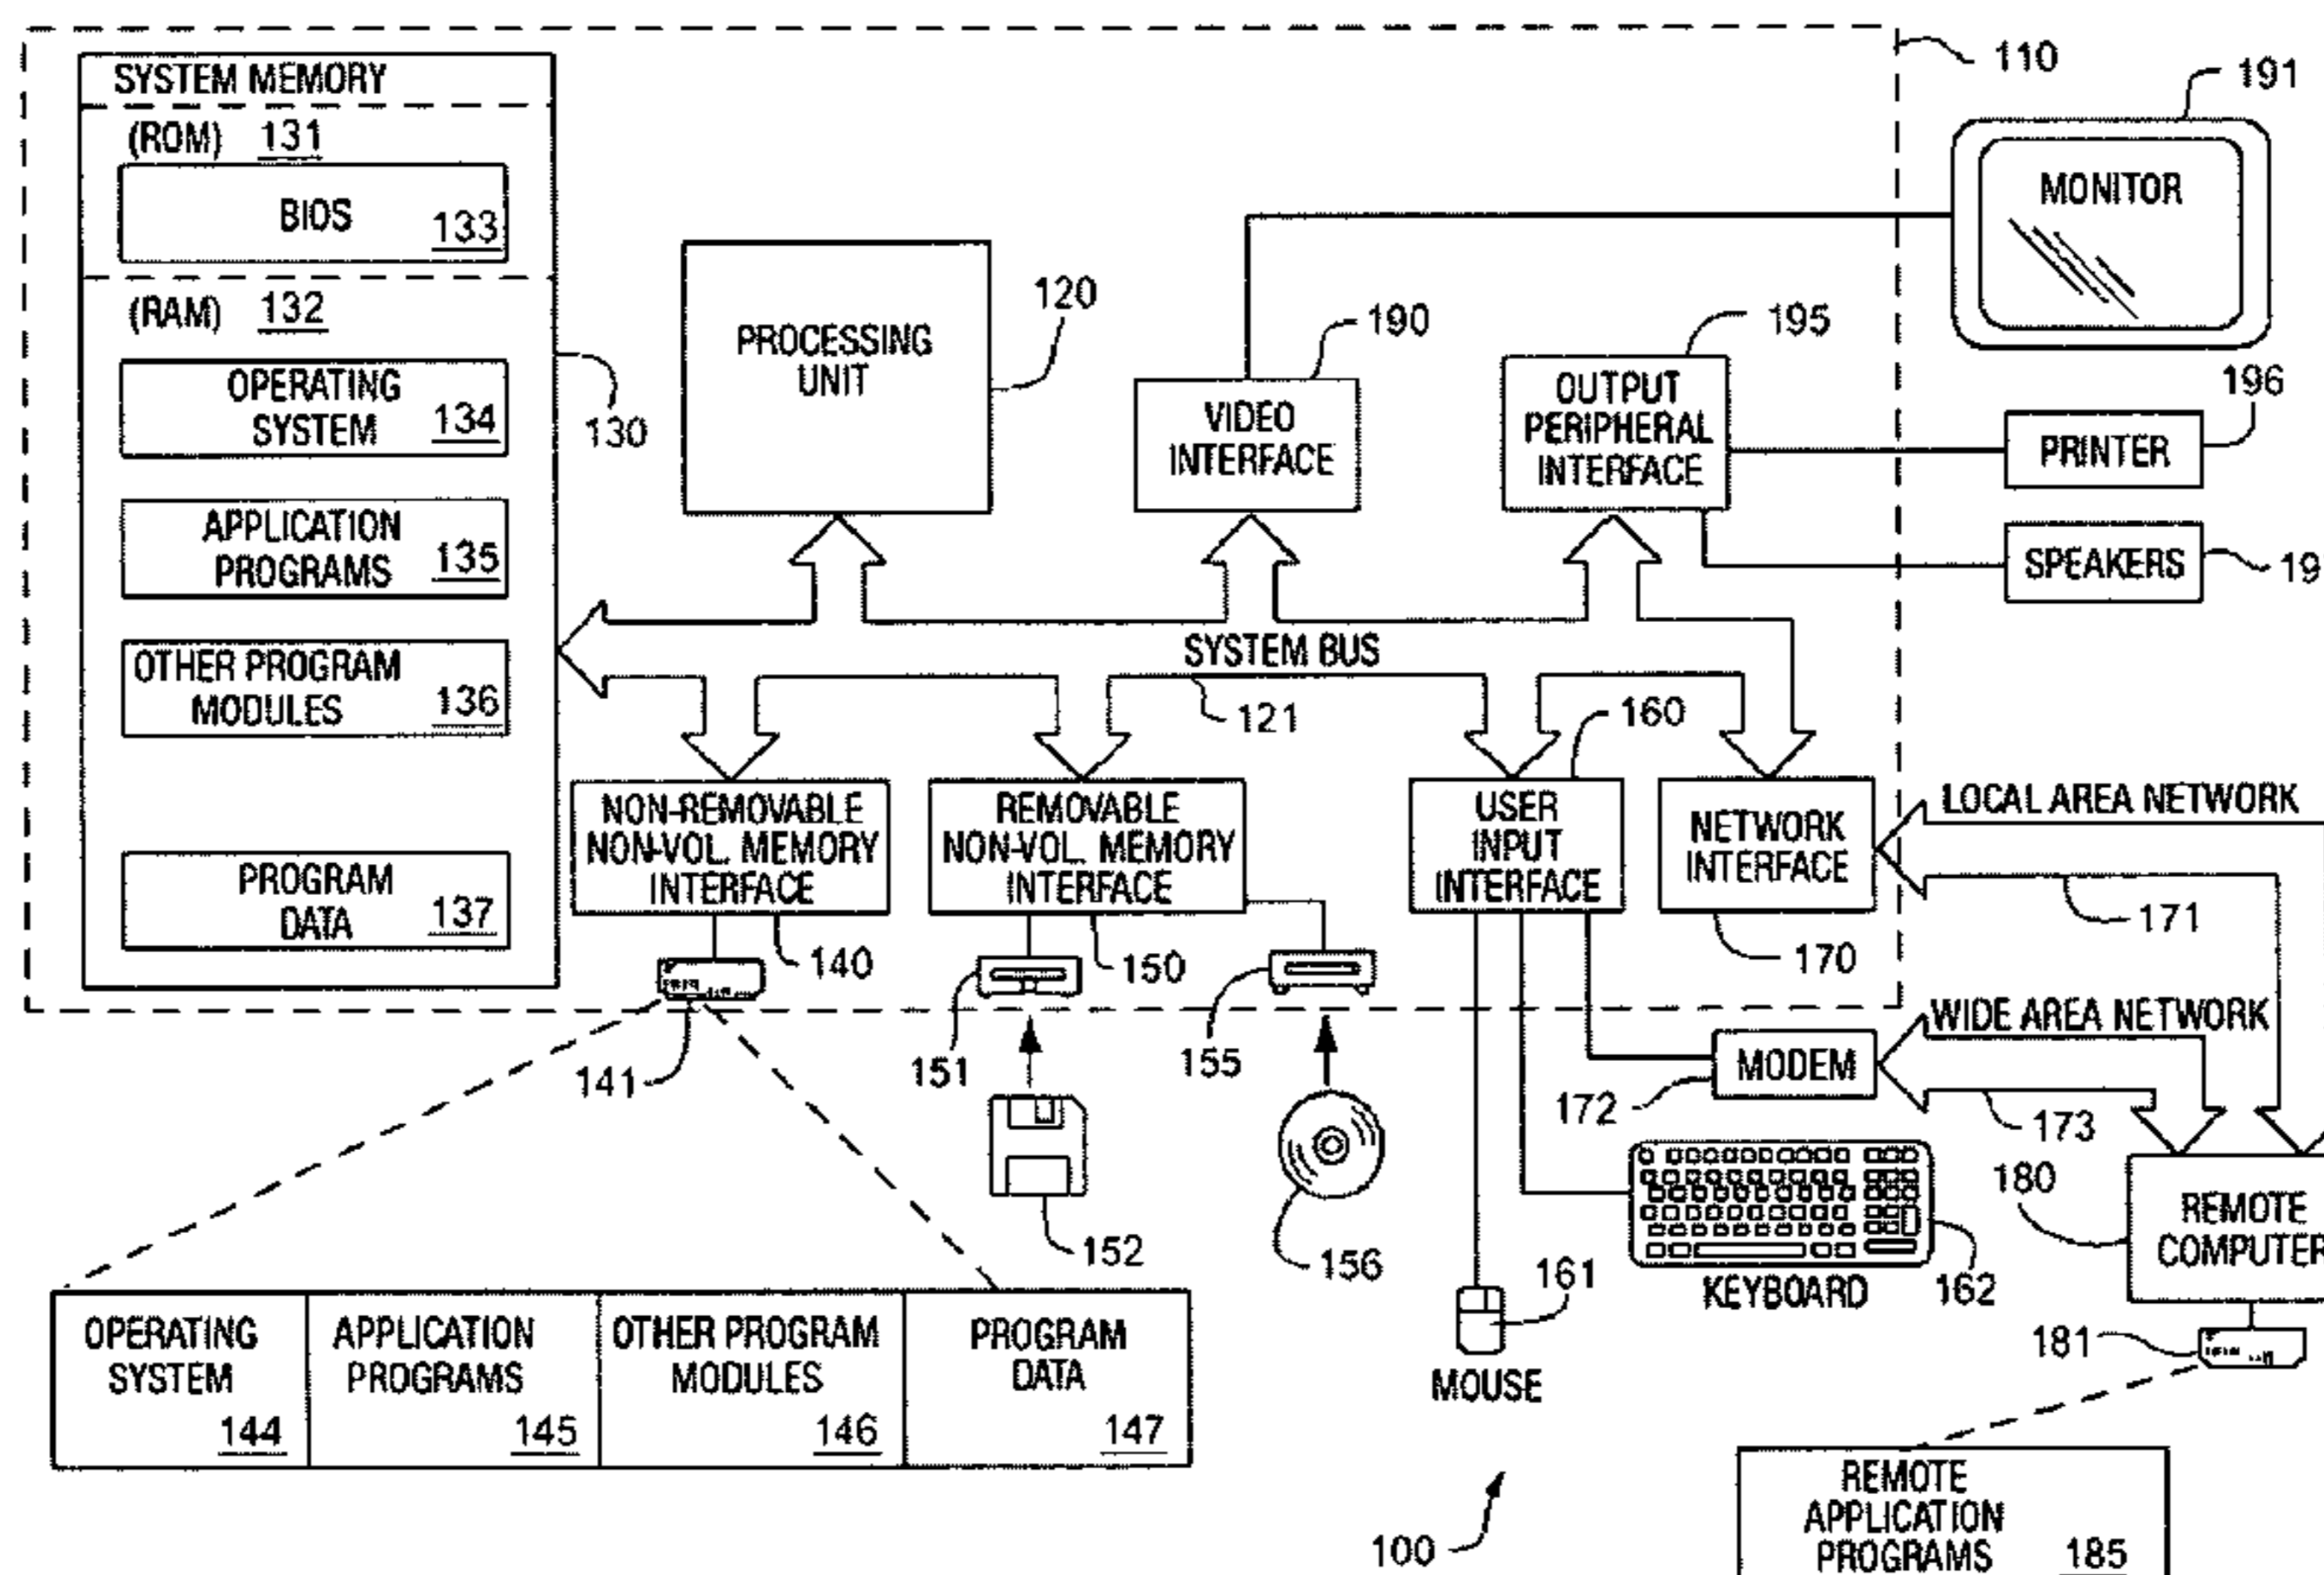 110
191
SYSTEM MEMORY
(ROM) 131
BIOS 133
MONITOR
(RAM) 132
120
190
195
PROCESSING
UNIT
OPERATING
SYSTEM 134
130
VIDEO
INTERFACE
OUTPUT
PERIPHERAL
INTERFACE
196
PRINTER
APPLICATION
PROGRAMS 135
SPEAKERS 19
SYSTEM BUS
121
OTHER PROGRAM
MODULES 136
160
NON-REMOVABLE
NON-VOL. MEMORY
INTERFACE
REMOVABLE
NON-VOL. MEMORY
INTERFACE
USER
INPUT
INTERFACE
NETWORK
INTERFACE
LOCAL AREA NETWORK
PROGRAM
DATA 137
171
140
150
170
141
151
155
WIDE AREA NETWORK
MODEM
172
173
152
156
161
KEYBOARD
162
180
REMOTE
COMPUTER
MOUSE
181
OPERATING
SYSTEM
144
APPLICATION
PROGRAMS
145
OTHER PROGRAM
MODULES
146
PROGRAM
DATA
147
100
REMOTE
APPLICATION
PROGRAMS 185